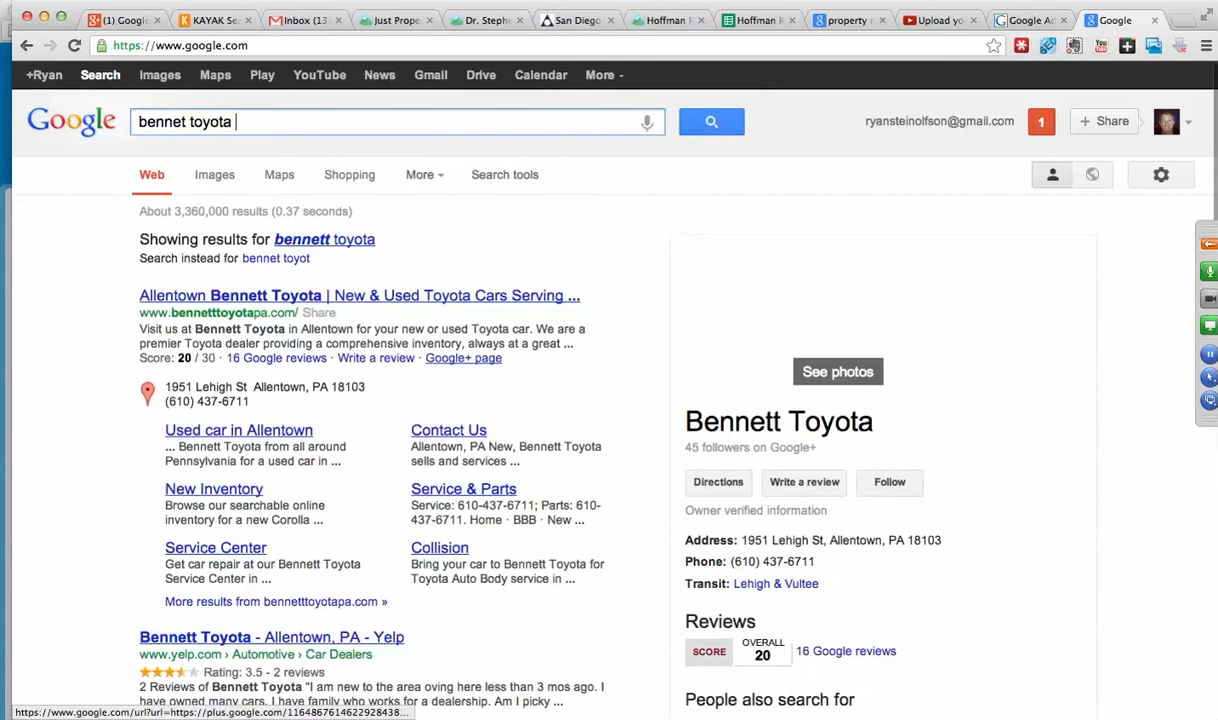 (1) Google
KAYAK Se
Inbox (13
Just Prope
Dr. Stephe
San Diego
Hoffman F
Hoffman R
property r
Upload yo
Google Ad
Google
https://www.google.com
+Ryan Search Images Maps Play YouTube News Gmail Drive Calendar More
Google
bennet toyota
ryansteinolfson@gmail.com
1
+ Share
Web Images Maps Shopping More Search tools
About 3,360,000 results (0.37 seconds)
Showing results for bennett toyota
Search instead for bennet toyot
Allentown Bennett Toyota | New & Used Toyota Cars Serving ...
www.bennetttoyotapa.com/ Share
Visit us at Bennett Toyota in Allentown for your new or used Toyota car. We are a
premier Toyota dealer providing a comprehensive inventory, always at a great ...
Score: 20 / 30 · 16 Google reviews · Write a review · Google+ page
1951 Lehigh St Allentown, PA 18103
(610) 437-6711
Used car in Allentown
... Bennett Toyota from all around
Pennsylvania for a used car in ...
Contact Us
Allentown, PA New, Bennett Toyota
sells and services ...
New Inventory
Browse our searchable online
inventory for a new Corolla ...
Service & Parts
Service: 610-437-6711; Parts: 610-
437-6711. Home · BBB · New ...
Service Center
Get car repair at our Bennett Toyota
Service Center in ...
Collision
Bring your car to Bennett Toyota for
Toyota Auto Body service in ...
More results from bennetttoyotapa.com »
Bennett Toyota - Allentown, PA - Yelp
www.yelp.com › Automotive › Car Dealers
Rating: 3.5 - 2 reviews
2 Reviews of Bennett Toyota "I am new to the area oving here less than 3 mos ago. I
have owned many cars. I have family who works for a dealership. Am I picky ...
See photos
Bennett Toyota
45 followers on Google+
Directions
Write a review
Follow
Owner verified information
Address: 1951 Lehigh St, Allentown, PA 18103
Phone: (610) 437-6711
Transit: Lehigh & Vultee
Reviews
SCORE
OVERALL
20
16 Google reviews
People also search for
https://www.google.com/url?url=https://plus.google.com/1164867614622928438...